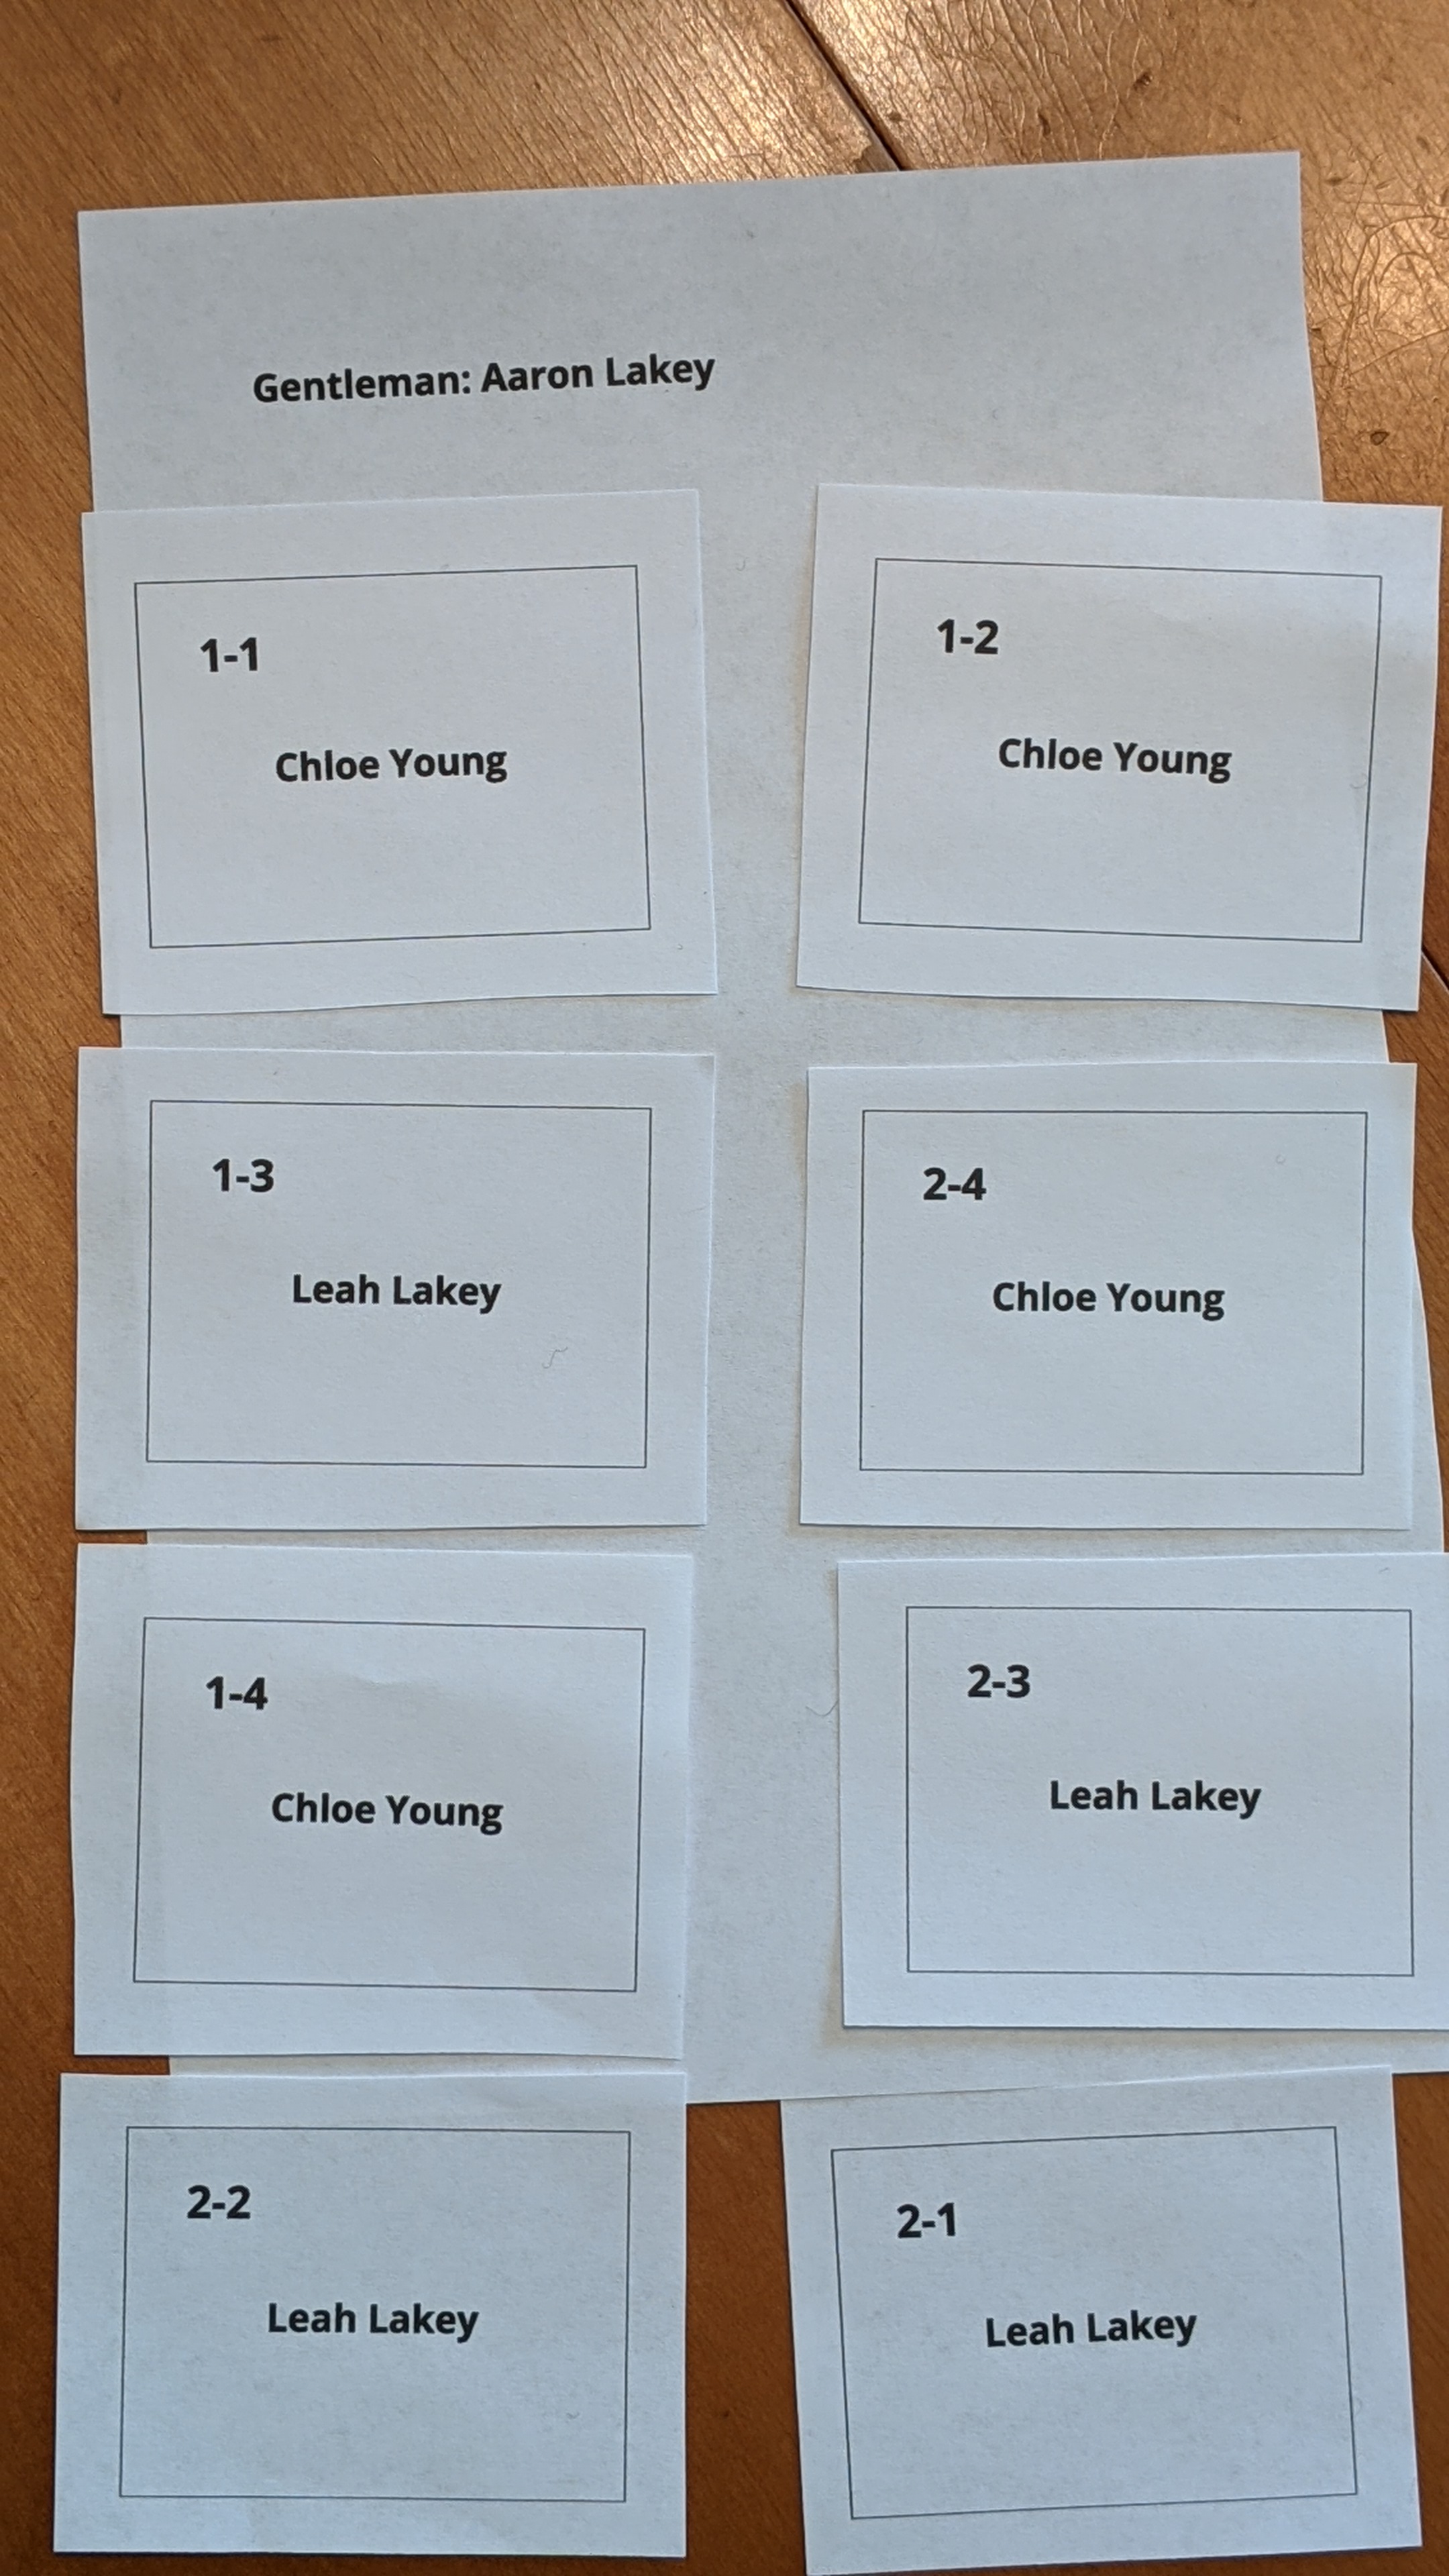 Gentleman: Aaron Lakey
1-1
Chloe Young
1-2
Chloe Young
1-3
Leah Lakey
2-4
Chloe Young
1-4
Chloe Young
2-3
Leah Lakey
2-2
Leah Lakey
2-1
Leah Lakey